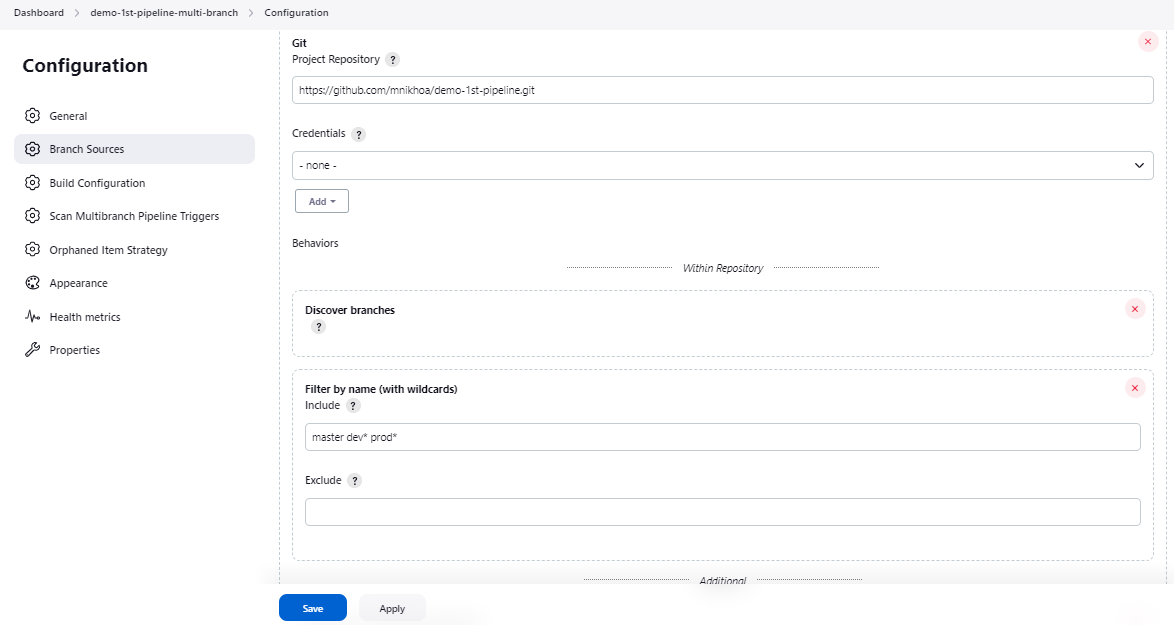 Dashboard > demo-1st-pipeline-multi-branch > Configuration
Configuration
General
Branch Sources
Build Configuration
Scan Multibranch Pipeline Triggers
Orphaned Item Strategy
Appearance
Health metrics
Properties
Git
Project Repository ?
https://github.com/mnikhoa/demo-1st-pipeline.git
Credentials ?
- none -
Add
Behaviors
Within Repository
Discover branches
?
Filter by name (with wildcards)
Include ?
master dev* prod*
Exclude ?
Additional
Save Apply